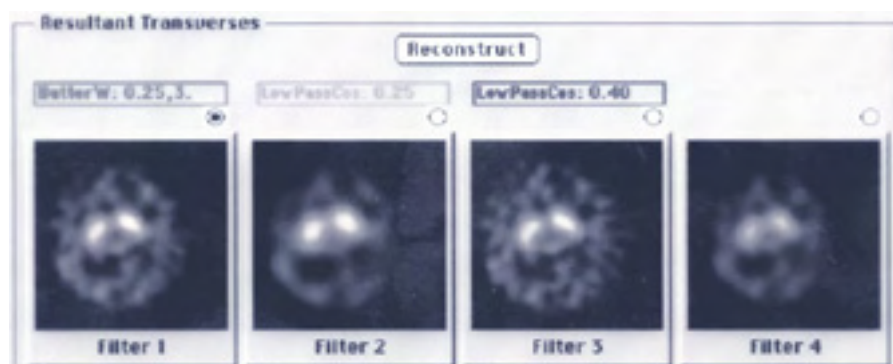 Resultant Transverses
Reconstruct
ButterW: 0.25,3.
LowPassCos: 0.25
LowPassCos: 0.40
Filter 1
Filter 2
Filter 3
Filter 4